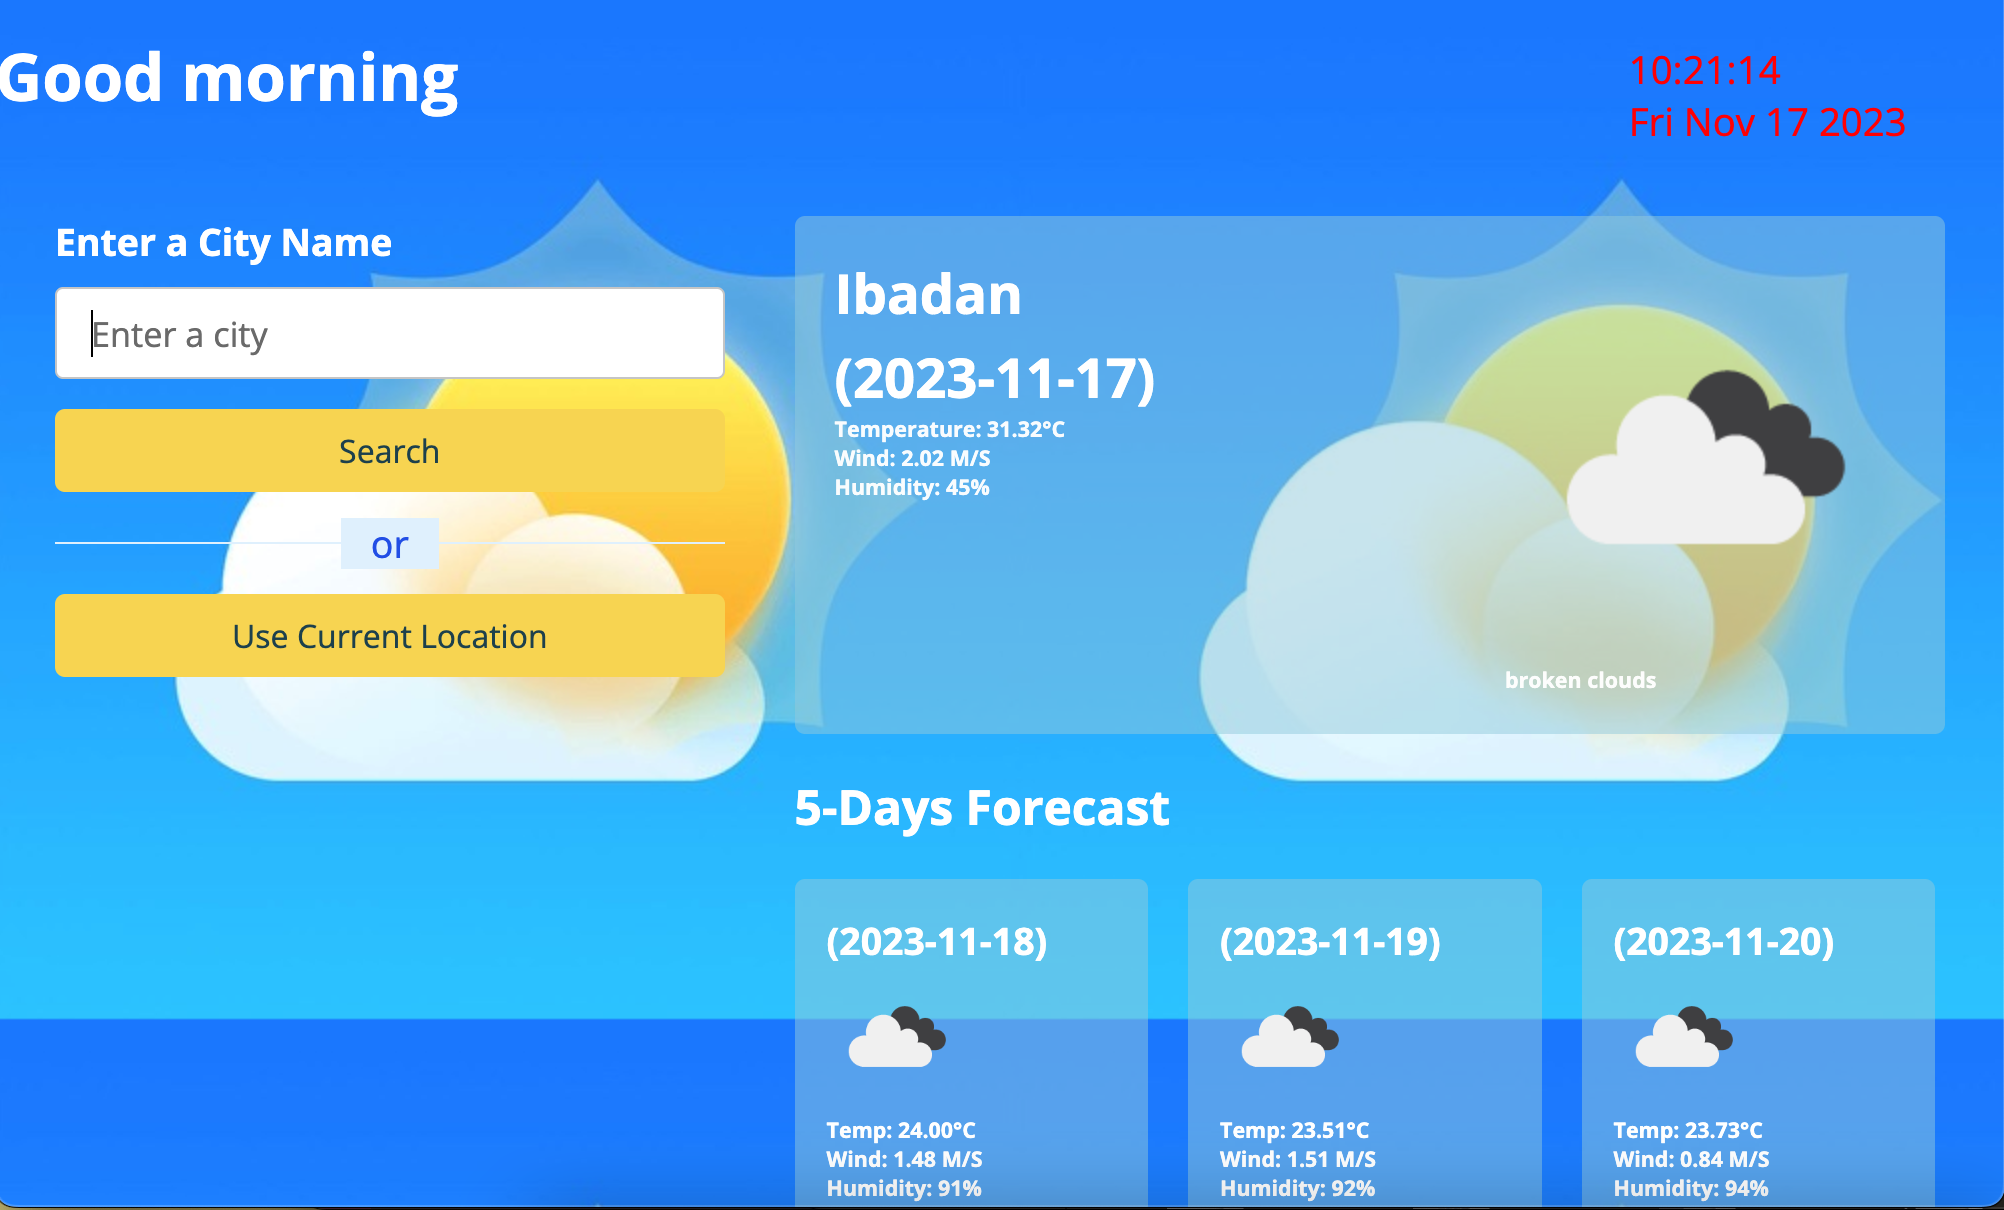 Good morning
10:21:14
Fri Nov 17 2023
Enter a City Name
Enter a city
Search
or
Use Current Location
Ibadan
(2023-11-17)
Temperature: 31.32°C
Wind: 2.02 M/S
Humidity: 45%
broken clouds
5-Days Forecast
(2023-11-18)
Temp: 24.00°C
Wind: 1.48 M/S
Humidity: 91%
(2023-11-19)
Temp: 23.51°C
Wind: 1.51 M/S
Humidity: 92%
(2023-11-20)
Temp: 23.73°C
Wind: 0.84 M/S
Humidity: 94%